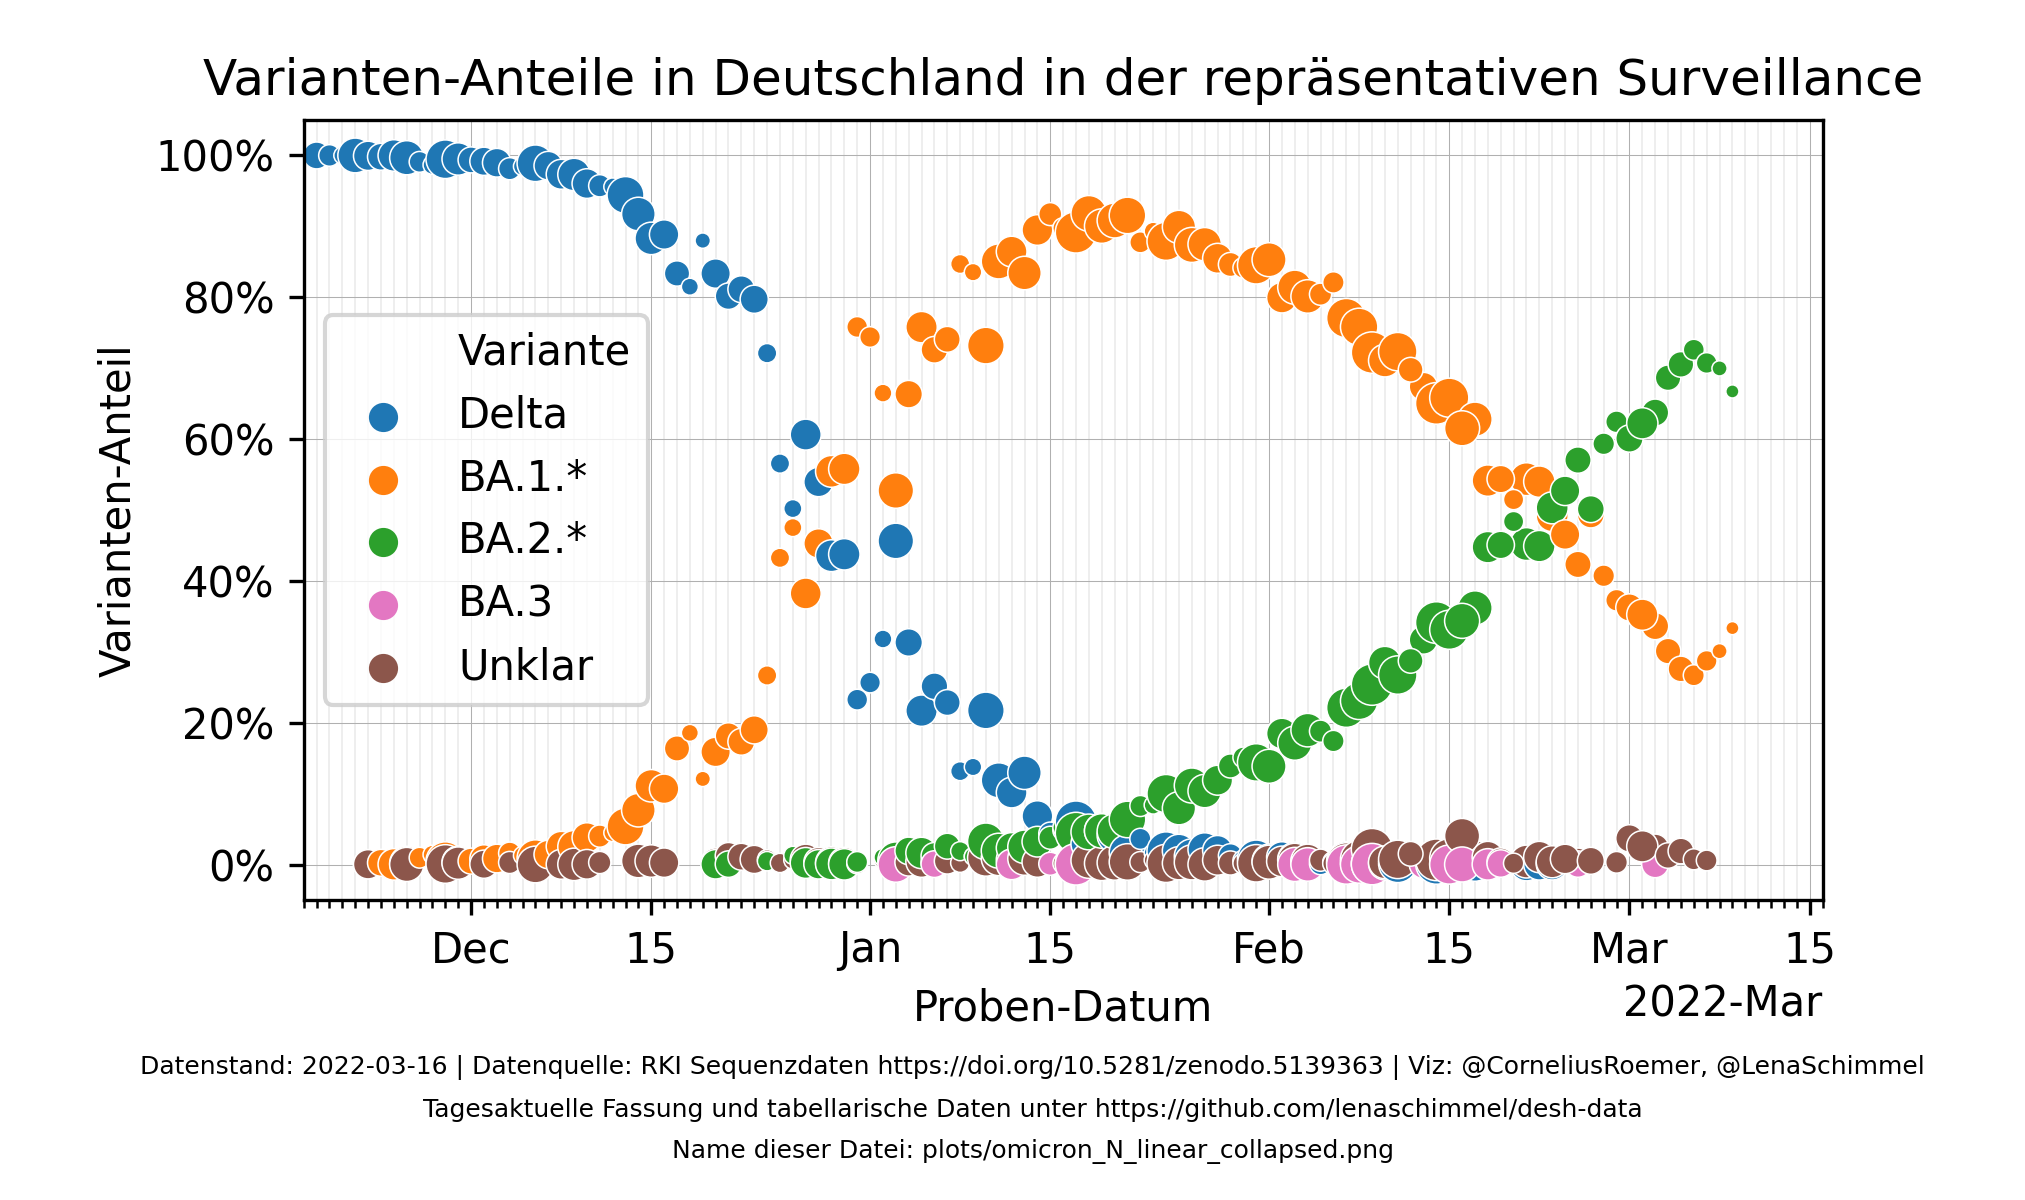 Varianten-Anteile in Deutschland in der repräsentativen Surveillance
Varianten-Anteil
100%
80%
60%
40%
20%
0%
Variante
Delta
BA.1.*
BA.2.*
BA.3
Unklar
Dec 15 Jan 15 Feb 15 Mar 15
Proben-Datum
2022-Mar
Datenstand: 2022-03-16 | Datenquelle: RKI Sequenzdaten https://doi.org/10.5281/zenodo.5139363 | Viz: @CorneliusRoemer, @LenaSchimmel
Tagesaktuelle Fassung und tabellarische Daten unter https://github.com/lenaschimmel/desh-data
Name dieser Datei: plots/omicron_N_linear_collapsed.png